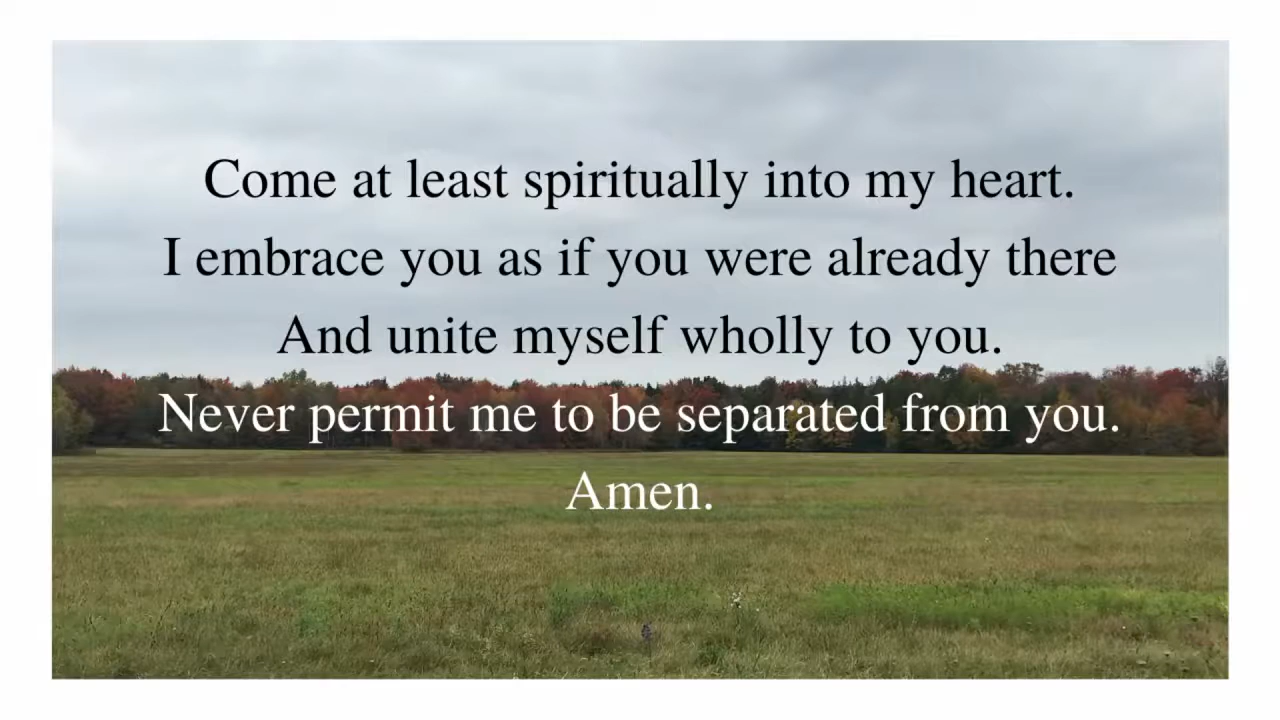 Come at least spiritually into my heart.
I embrace you as if you were already there
And unite myself wholly to you.
Never permit me to be separated from you.
Amen.